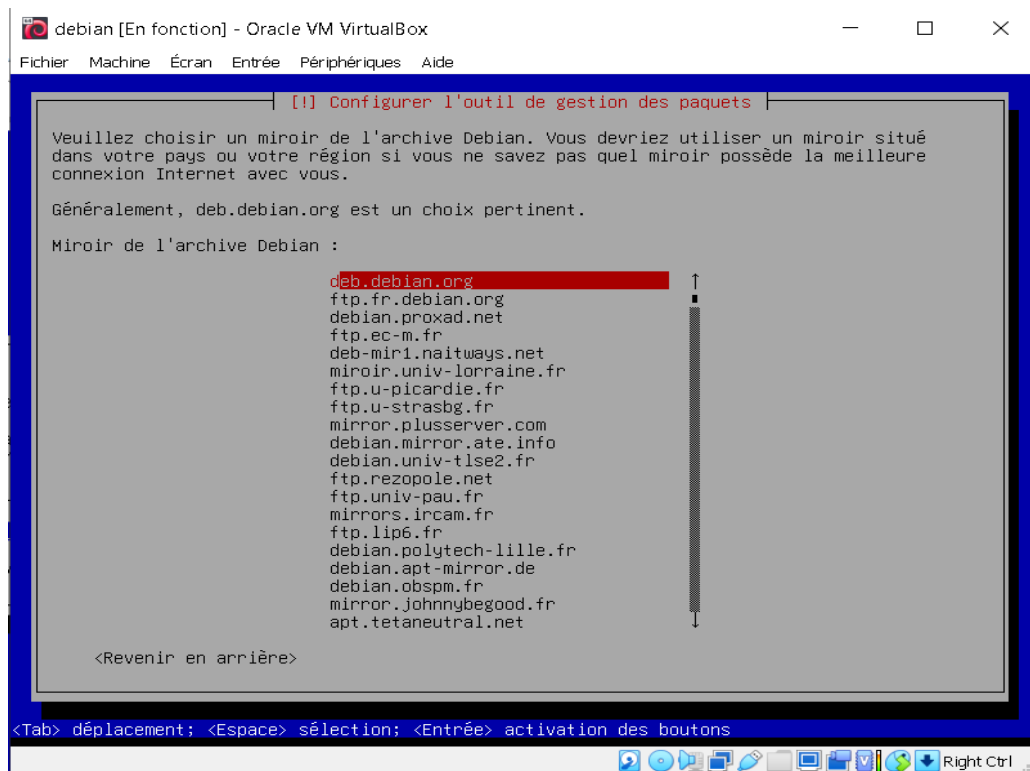 debian [En fonction] - Oracle VM VirtualBox
Fichier Machine Écran Entrée Périphériques Aide
[!] Configurer l'outil de gestion des paquets
Veuillez choisir un miroir de l'archive Debian. Vous devriez utiliser un miroir situé
dans votre pays ou votre région si vous ne savez pas quel miroir possède la meilleure
connexion Internet avec vous.
Généralement, deb.debian.org est un choix pertinent.
Miroir de l'archive Debian :
deb.debian.org
ftp.fr.debian.org
debian.proxad.net
ftp.ec-m.fr
deb-mir1.naitways.net
miroir.univ-lorraine.fr
ftp.u-picardie.fr
ftp.u-strasbg.fr
mirror.plusserver.com
debian.mirror.ate.info
debian.univ-tlse2.fr
ftp.rezopole.net
ftp.univ-pau.fr
mirrors.ircam.fr
ftp.lip6.fr
debian.polytech-lille.fr
debian.apt-mirror.de
debian.obspm.fr
mirror.johnnybegood.fr
apt.tetaneutral.net
<Revenir en arrière>
<Tab> déplacement; <Espace> sélection; <Entrée> activation des boutons
Right Ctrl